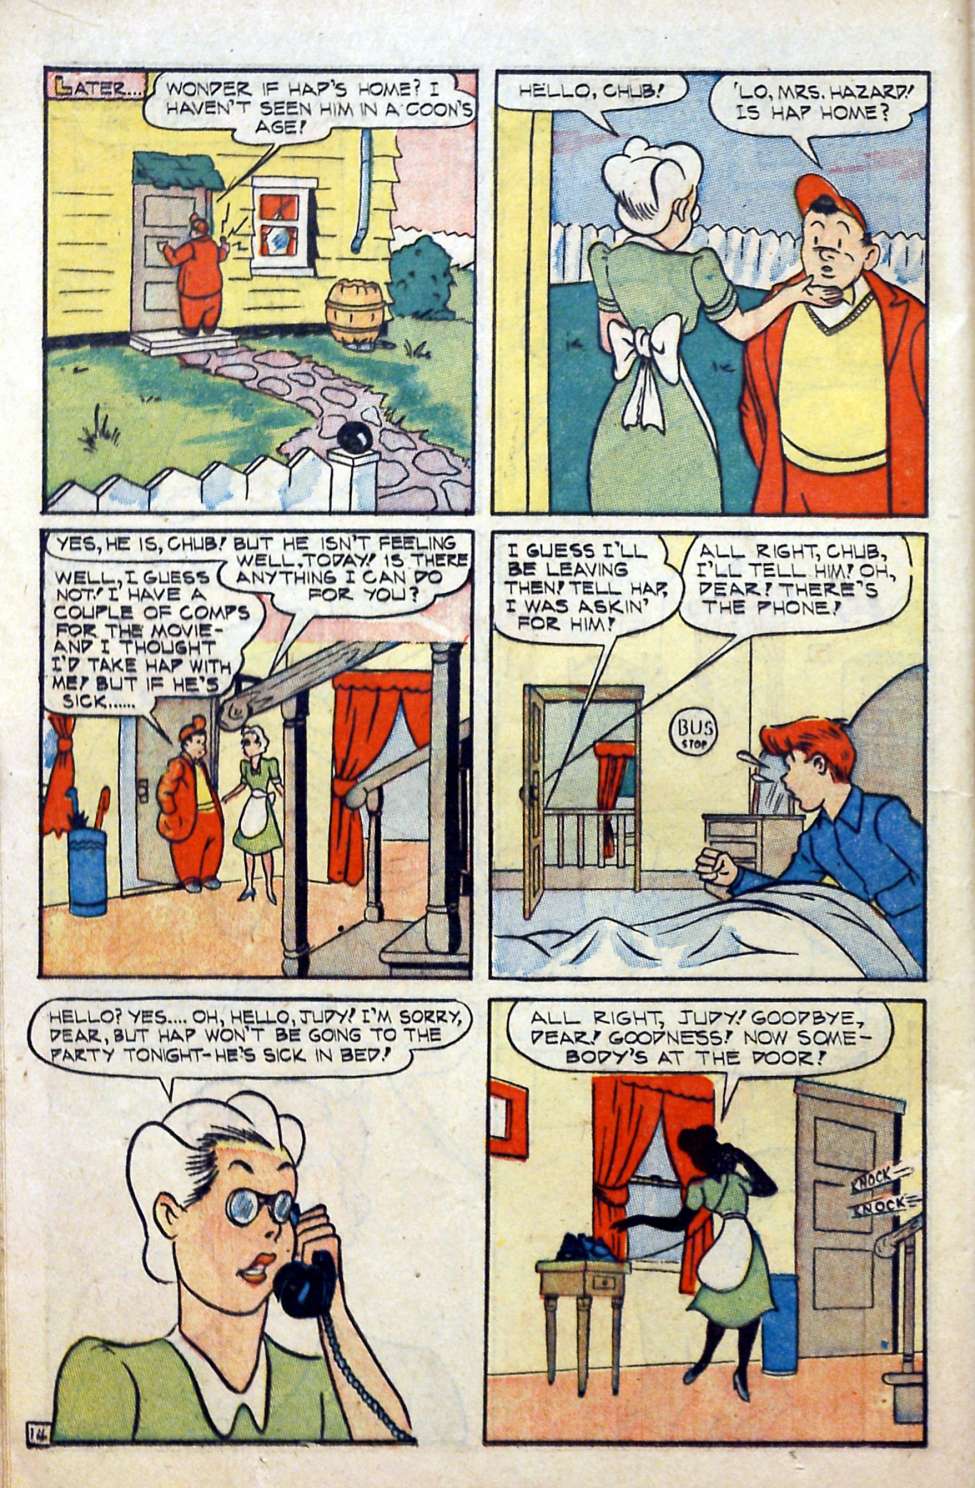 LATER...
WONDER IF HAP'S HOME? I
HAVEN'T SEEN HIM IN A COON'S
AGE!
HELLO, CHUB!
'LO, MRS. HAZARD!
IS HAP HOME?
YES, HE IS, CHUB! BUT HE ISN'T FEELING
WELL, TODAY! IS THERE
ANYTHING I CAN DO
FOR YOU?
WELL, I GUESS
NOT! I HAVE A
COUPLE OF COMPS
FOR THE MOVIE-
AND I THOUGHT
I'D TAKE HAP WITH
ME! BUT IF HE'S
SICK......
I GUESS I'LL
BE LEAVING
THEN! TELL HAP,
I WAS ASKIN'
FOR HIM!
ALL RIGHT, CHUB,
I'LL TELL HIM! OH,
DEAR! THERE'S
THE PHONE!
BUS
STOP
HELLO? YES.... OH, HELLO, JUDY! I'M SORRY,
DEAR, BUT HAP WON'T BE GOING TO THE
PARTY TONIGHT-HE'S SICK IN BED!
ALL RIGHT, JUDY! GOODBYE,
DEAR! GOODNESS! NOW SOME-
BODY'S AT THE DOOR!
KNOCK
KNOCK
14